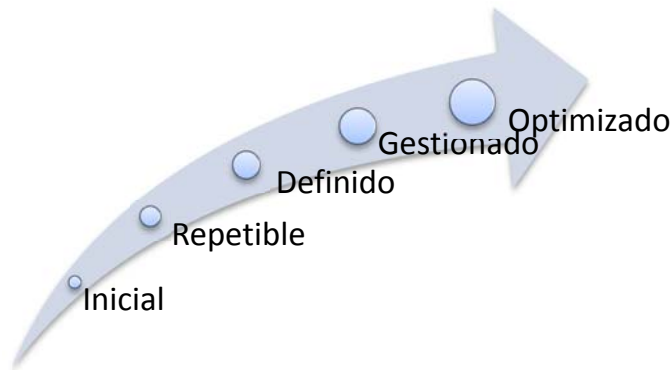 Optimizado
Gestionado
Definido
Repetible
Inicial